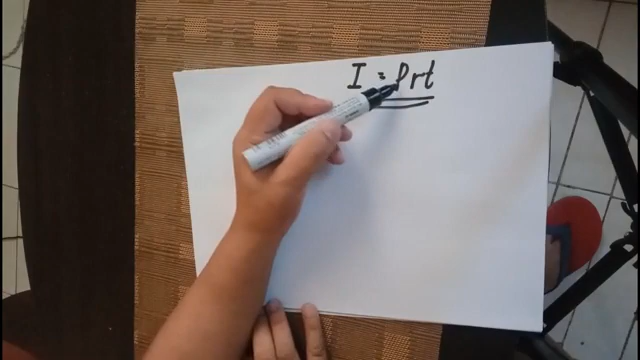 I = Prt